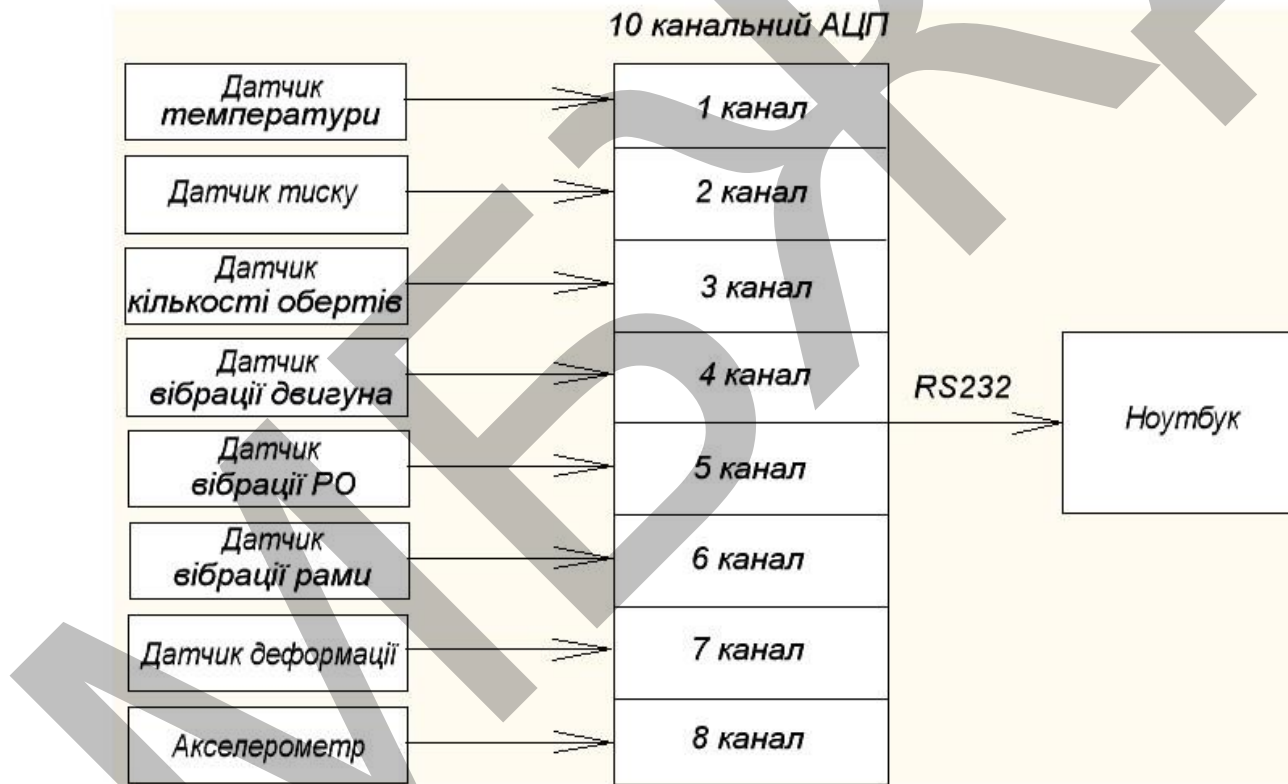 10 канальний АЦП
Датчик
температури
1 канал
Датчик тиску
2 канал
Датчик
кількості обертів
3 канал
Датчик
вібрації двигуна
4 канал
RS232
Ноутбук
Датчик
вібрації РО
5 канал
Датчик
вібрації рами
6 канал
Датчик деформації
7 канал
Акселерометр
8 канал